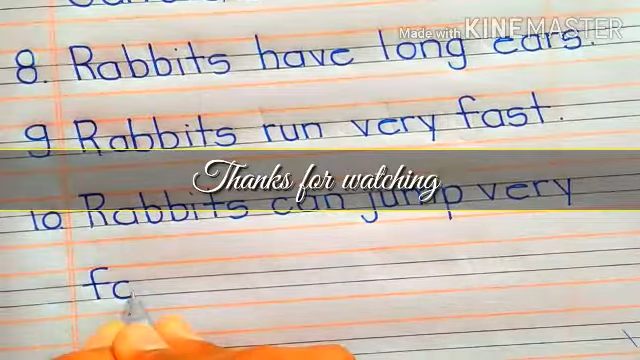 Made with KINEMASTER
8. Rabbits have long ears.
9 Rabbits run very fast.
Thanks for watching
10 Rabbits can jump very